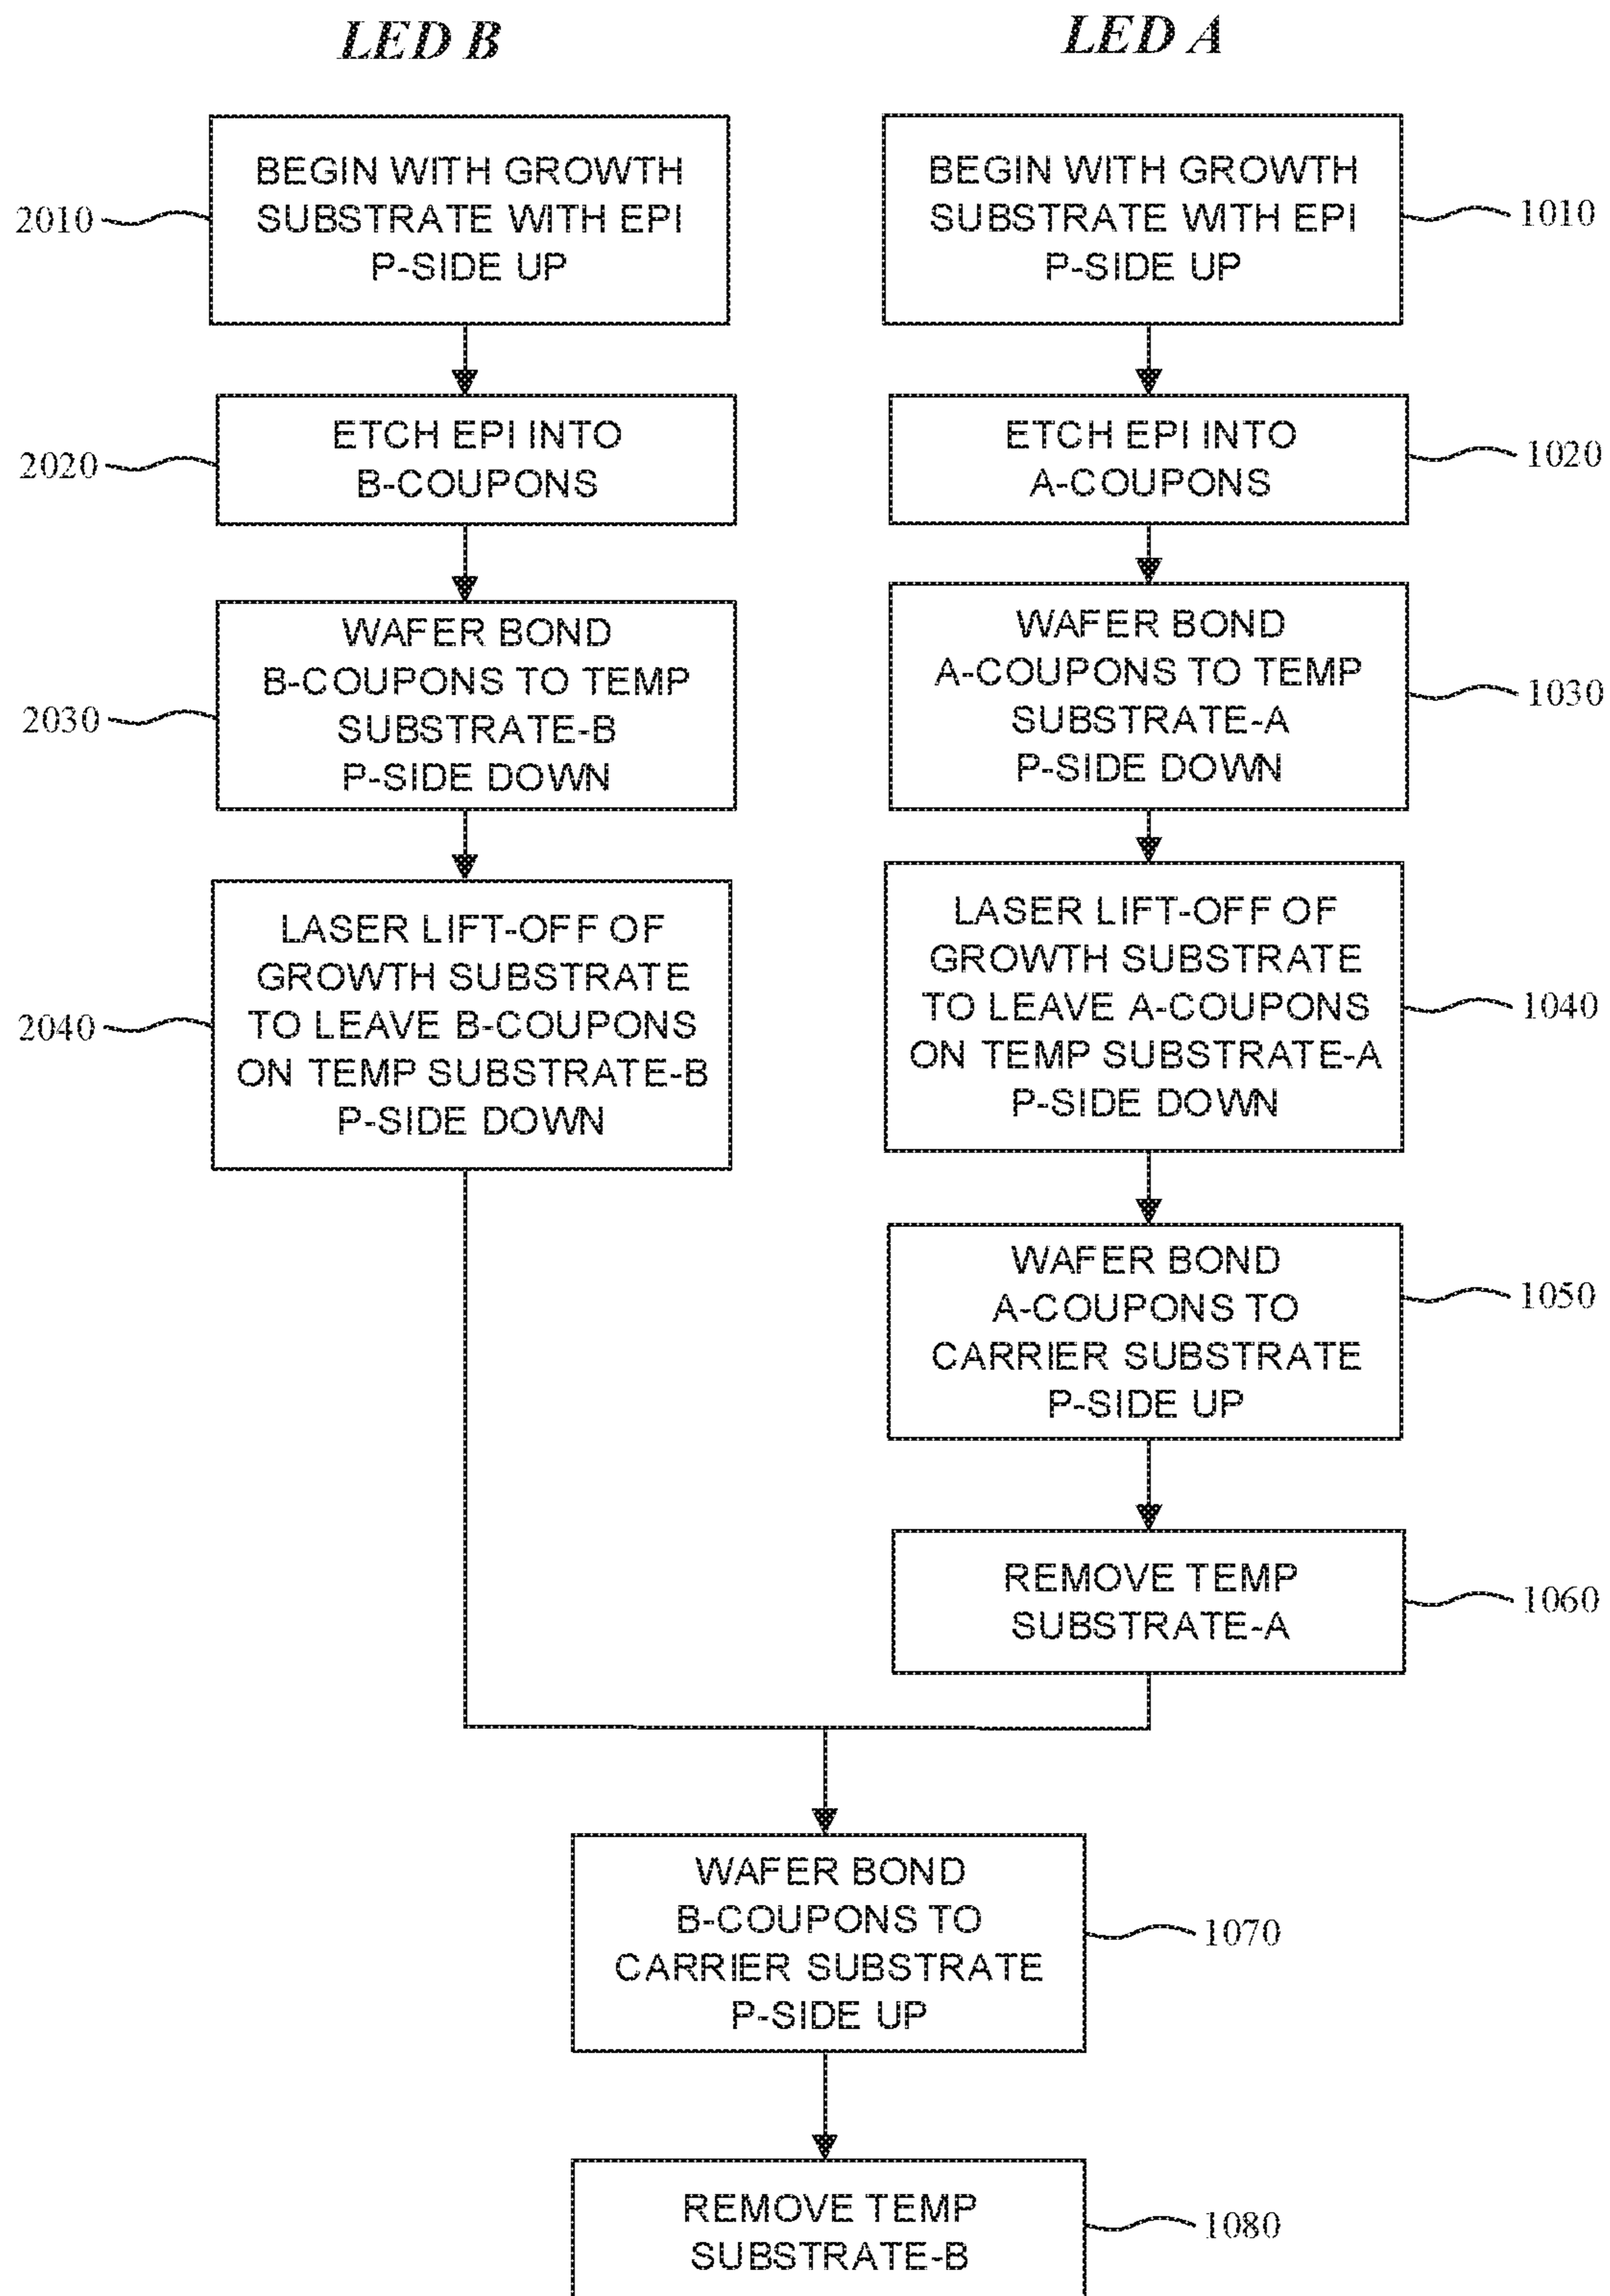 LED B
LED A
BEGIN WITH GROWTH
SUBSTRATE WITH EPI
P-SIDE UP
2010
BEGIN WITH GROWTH
SUBSTRATE WITH EPI
P-SIDE UP
1010
ETCH EPI INTO
B-COUPONS
2020
ETCH EPI INTO
A-COUPONS
1020
WAFER BOND
B-COUPONS TO TEMP
SUBSTRATE-B
P-SIDE DOWN
2030
WAFER BOND
A-COUPONS TO TEMP
SUBSTRATE-A
P-SIDE DOWN
1030
LASER LIFT-OFF OF
GROWTH SUBSTRATE
TO LEAVE B-COUPONS
ON TEMP SUBSTRATE-B
P-SIDE DOWN
2040
LASER LIFT-OFF OF
GROWTH SUBSTRATE
TO LEAVE A-COUPONS
ON TEMP SUBSTRATE-A
P-SIDE DOWN
1040
WAFER BOND
A-COUPONS TO
CARRIER SUBSTRATE
P-SIDE UP
1050
REMOVE TEMP
SUBSTRATE-A
1060
WAFER BOND
B-COUPONS TO
CARRIER SUBSTRATE
P-SIDE UP
1070
REMOVE TEMP
SUBSTRATE-B
1080